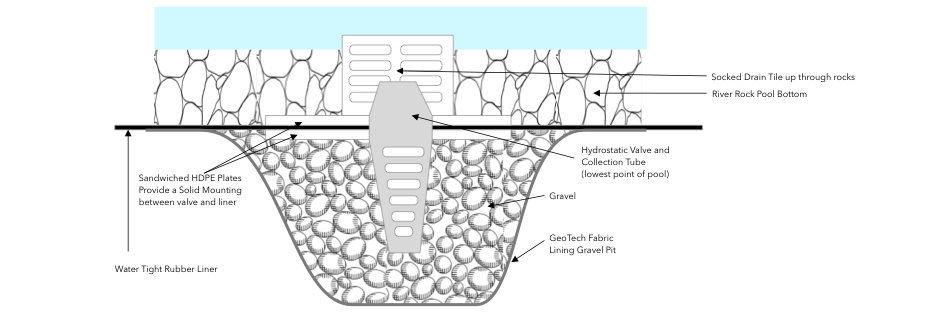 Socked Drain Tile up through rocks
River Rock Pool Bottom
Hydrostatic Valve and
Collection Tube
(lowest point of pool)
Sandwiched HDPE Plates
Provide a Solid Mounting
between valve and liner
Gravel
GeoTech Fabric
Lining Gravel Pit
Water Tight Rubber Liner